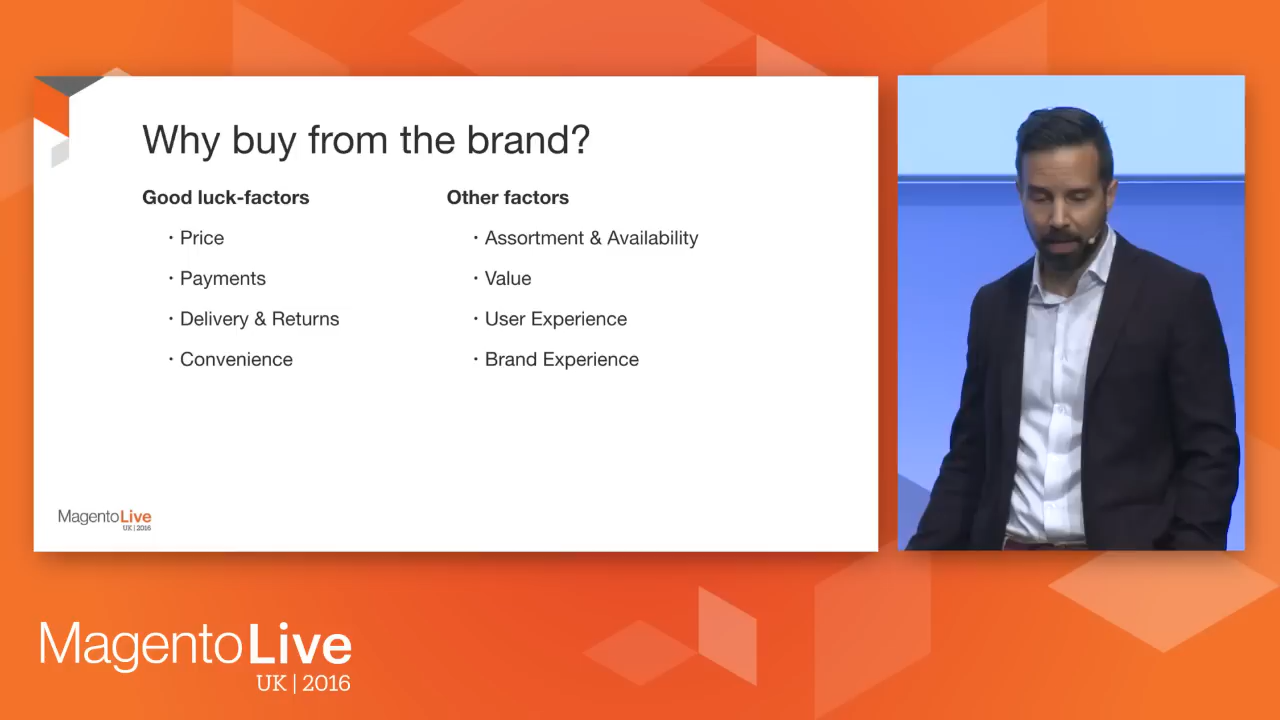 Why buy from the brand?
Good luck-factors
· Price
· Payments
· Delivery & Returns
· Convenience
Other factors
· Assortment & Availability
· Value
· User Experience
· Brand Experience
MagentoLive
UK | 2016
MagentoLive
UK | 2016